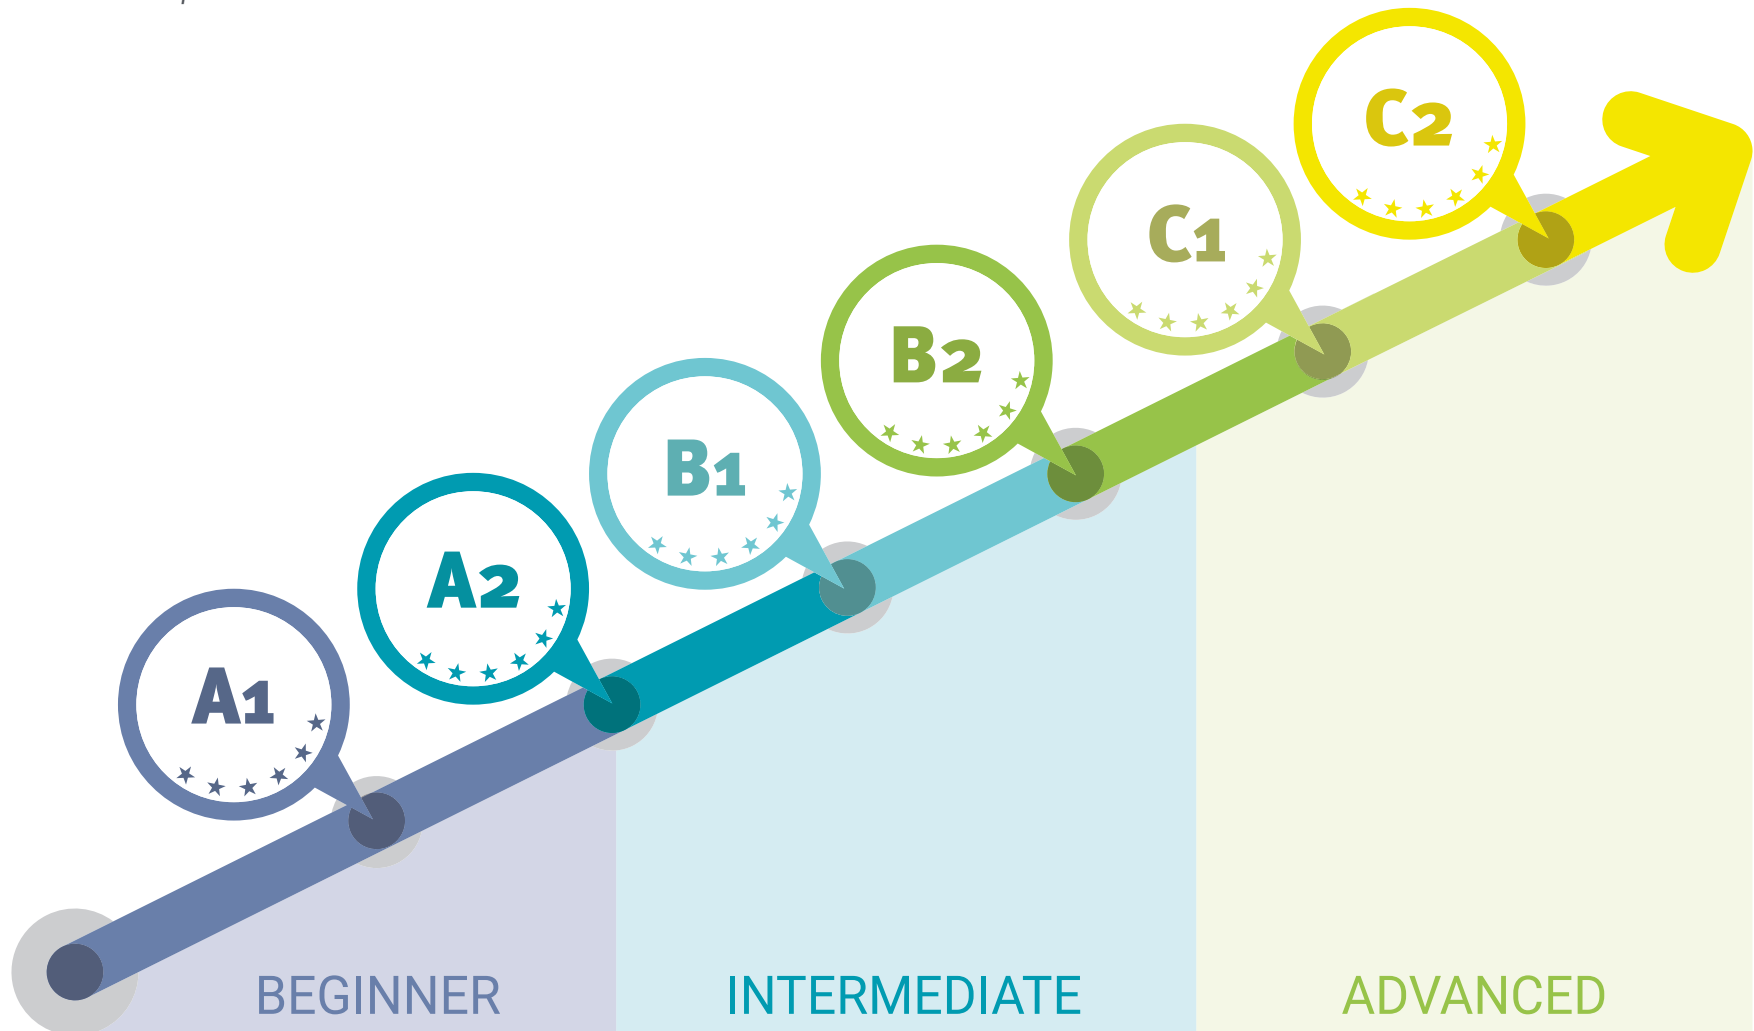 C2
C1
B2
B1
A2
A1
BEGINNER
INTERMEDIATE
ADVANCED